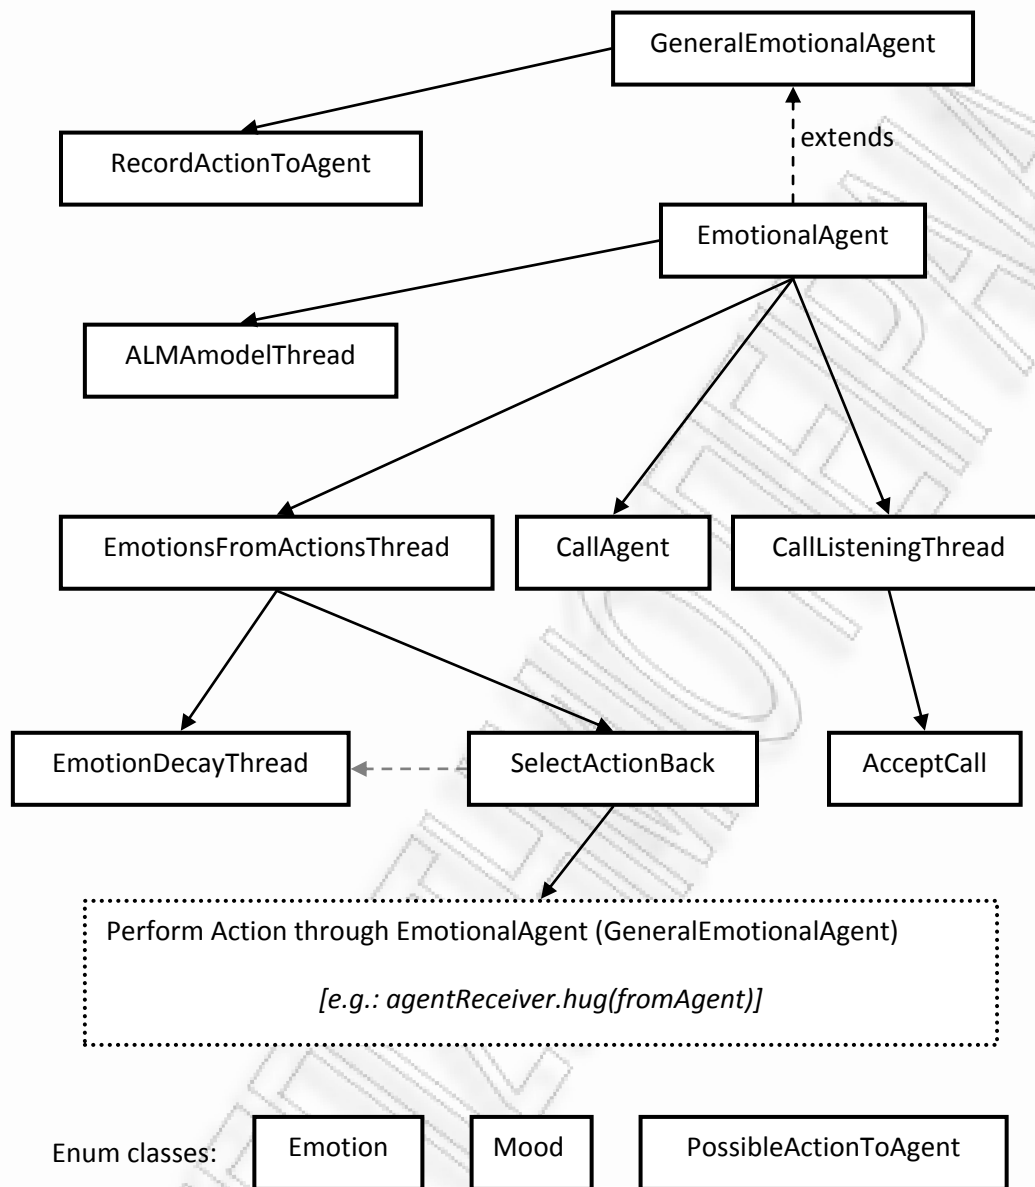 GeneralEmotionalAgent
RecordActionToAgent
extends
EmotionalAgent
ALMAmodelThread
EmotionsFromActionsThread
CallAgent
CallListeningThread
EmotionDecayThread
SelectActionBack
AcceptCall
Perform Action through EmotionalAgent (GeneralEmotionalAgent)
[e.g.: agentReceiver.hug(fromAgent)]
Enum classes:
Emotion
Mood
PossibleActionToAgent